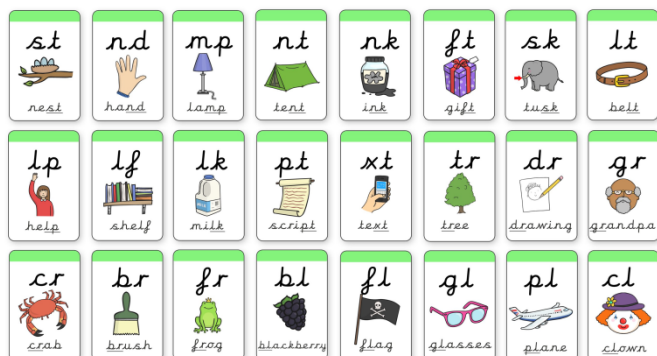 st nd mp nt nk ft sk lt
nest hand lamp tent ink gift tusk belt
lp lf lk pt xt tr dr gr
help shelf milk script text tree drawing grandpa
cr br fr bl fl gl pl cl
crab brush frog blackberry flag glasses plane clown